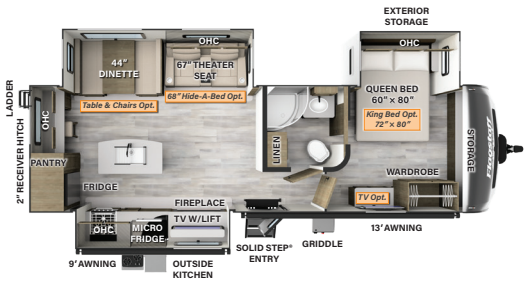 EXTERIOR
STORAGE
OHC
OHC
44"
DINETTE
67" THEATER
SEAT
QUEEN BED
60" × 80"
68" Hide-A-Bed Opt.
Table & Chairs Opt.
King Bed Opt.
72" × 80"
LADDER
2" RECEIVER HITCH
OHC
PANTRY
LINEN
STORAGE
Flagstaff
FRIDGE
WARDROBE
FIREPLACE
TV Opt.
TV W/LIFT
OHC
MICRO
FRIDGE
13' AWNING
SOLID STEP®
ENTRY
GRIDDLE
9' AWNING
OUTSIDE
KITCHEN